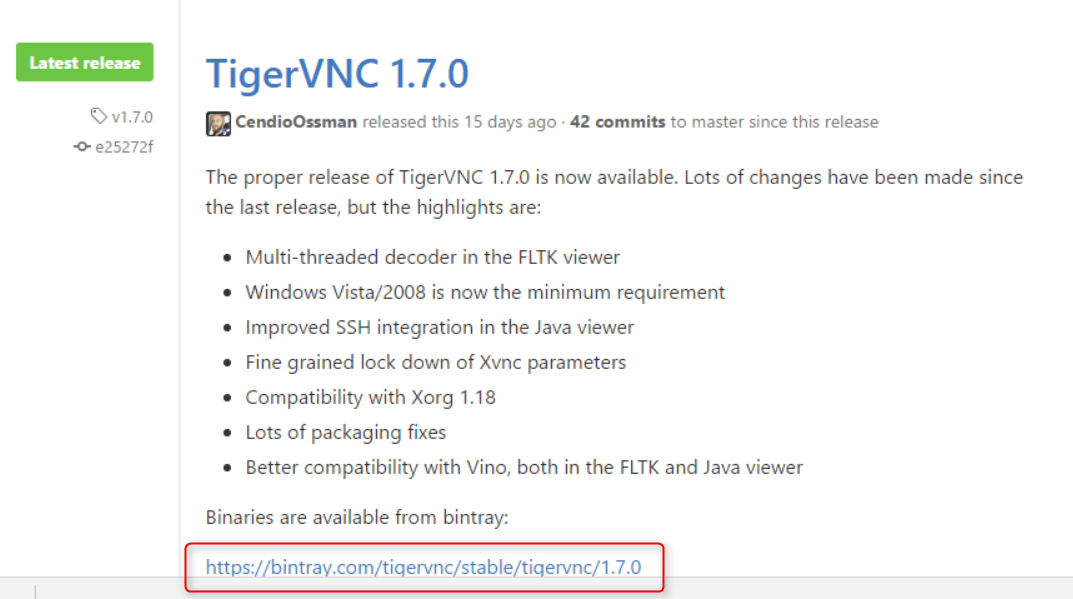 Latest release
v1.7.0
e25272f
TigerVNC 1.7.0
CendioOssman released this 15 days ago · 42 commits to master since this release
The proper release of TigerVNC 1.7.0 is now available. Lots of changes have been made since
the last release, but the highlights are:
• Multi-threaded decoder in the FLTK viewer
• Windows Vista/2008 is now the minimum requirement
• Improved SSH integration in the Java viewer
• Fine grained lock down of Xvnc parameters
• Compatibility with Xorg 1.18
• Lots of packaging fixes
• Better compatibility with Vino, both in the FLTK and Java viewer
Binaries are available from bintray:
https://bintray.com/tigervnc/stable/tigervnc/1.7.0